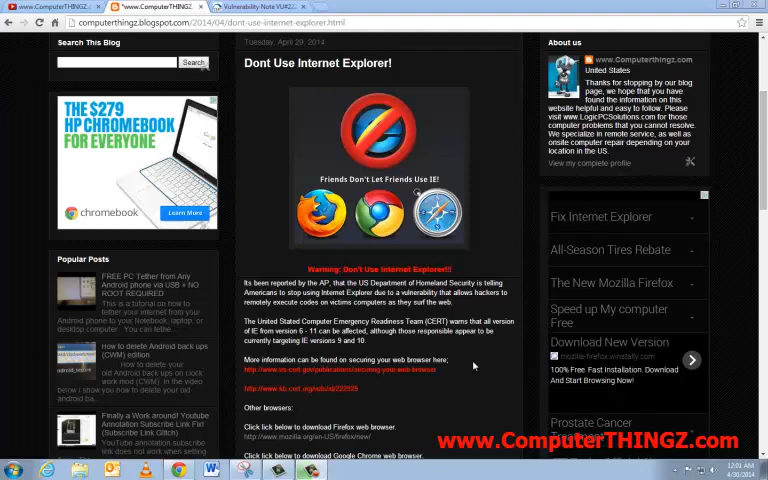 www.ComputerTHINGZ.com
*www.ComputerTHINGZ.com
Vulnerability Note VU#222
computerthingz.blogspot.com/2014/04/dont-use-internet-explorer.html
Search This Blog
Search
THE $279
HP CHROMEBOOK
FOR EVERYONE
chromebook
Learn More
Popular Posts
FREE PC Tether from Any
Android phone via USB + NO
ROOT REQUIRED
This is a tutorial on how to
tether your internet from your
Android phone to your Notebook, laptop, or
desktop computer You can tethe...
How to delete Android back ups
(CWM) edition
How to delete your
old Android back ups on clock
work mod (CWM) In the video
below i show you how to delete your old
android ba...
Finally a Work around! Youtube
Annotation Subscribe Link Fix!
(Subscribe Link Glitch)
YouTube annotation subscribe
link does not work when
Tuesday, April 29, 2014
Dont Use Internet Explorer!
Friends Don't Let Friends Use IE!
Warning: Don't Use Internet Explorer!!!
Its been reported by the AP, that the US Department of Homeland Security is telling
Americans to stop using Internet Explorer due to a vulnerability that allows hackers to
remotely execute codes on victims computers as they surf the web.
The United Stated Computer Emergency Readiness Team (CERT) warns that all version
of IE from version 6 - 11 can be affected, although those responsible appear to be
currently targeting IE versions 9 and 10.
More information can be found on securing your web browser here;
http://www.us-cert.gov/publications/securing-your-web-browser
http://www.kb.cert.org/vuls/id/222929
Other browsers:
Click lick below to download Firefox web browser.
http://www.mozilla.org/en-US/firefox/new/
Click lick below to download Google Chrome web browser.
About us
www.Computerthingz.com
United States
Thanks for stopping by our blog
page, we hope that you have
found the information on this
website helpful and easy to follow. Please
visit www.LogicPCSolutions.com for those
computer problems that you cannot resolve.
We specialize in remote service, as well as
onsite computer repair depending on your
location in the US.
View my complete profile
Fix Internet Explorer
All-Season Tires Rebate
The New Mozilla Firefox
Speed up My computer
Free
Download New Version
mozilla-firefox.winstally.com
100% Free. Fast Installation. Download
And Start Browsing Now!
Prostate Cancer
Treatment
www.ComputerTHINGZ.com
12:01 AM
4/30/2014